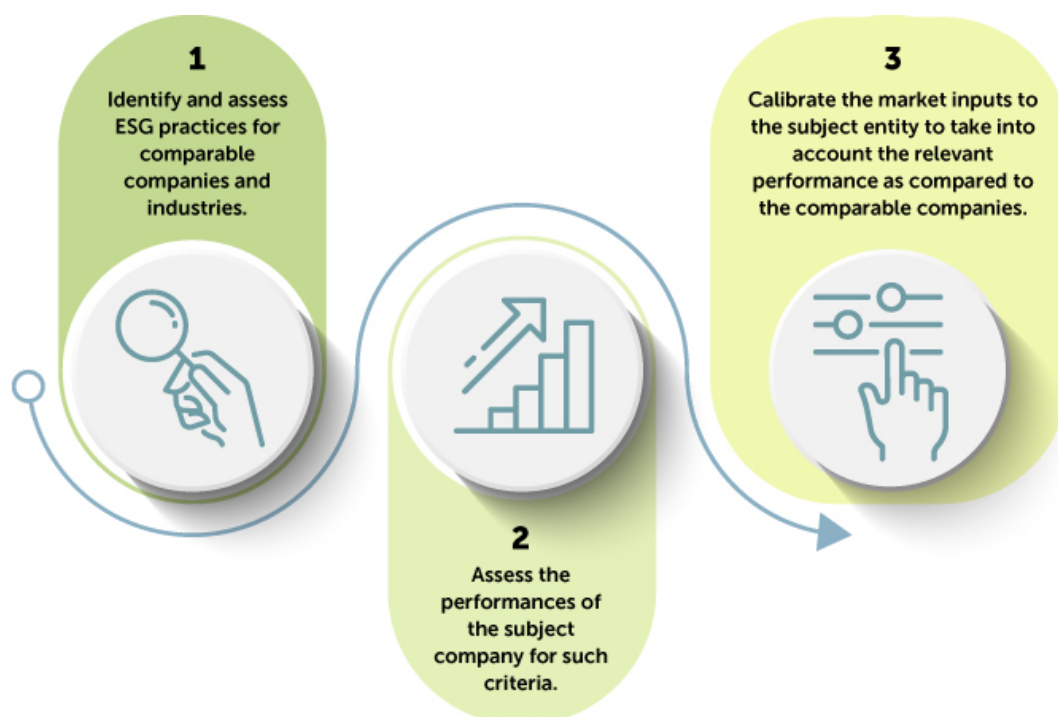 1
Identify and assess
ESG practices for
comparable
companies and
industries.
2
Assess the
performances of
the subject
company for such
criteria.
3
Calibrate the market inputs to
the subject entity to take into
account the relevant
performance as compared to
the comparable companies.